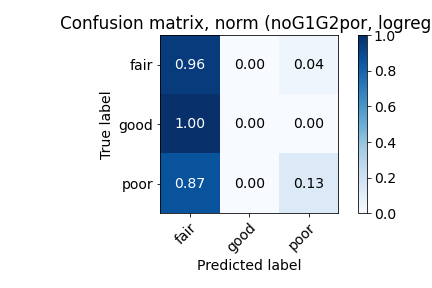 Confusion matrix, norm (noG1G2por, logreg
fair 0.96 0.00 0.04
good 1.00 0.00 0.00
poor 0.87 0.00 0.13
fair good poor
True label
Predicted label
1.0
0.8
0.6
0.4
0.2
0.0